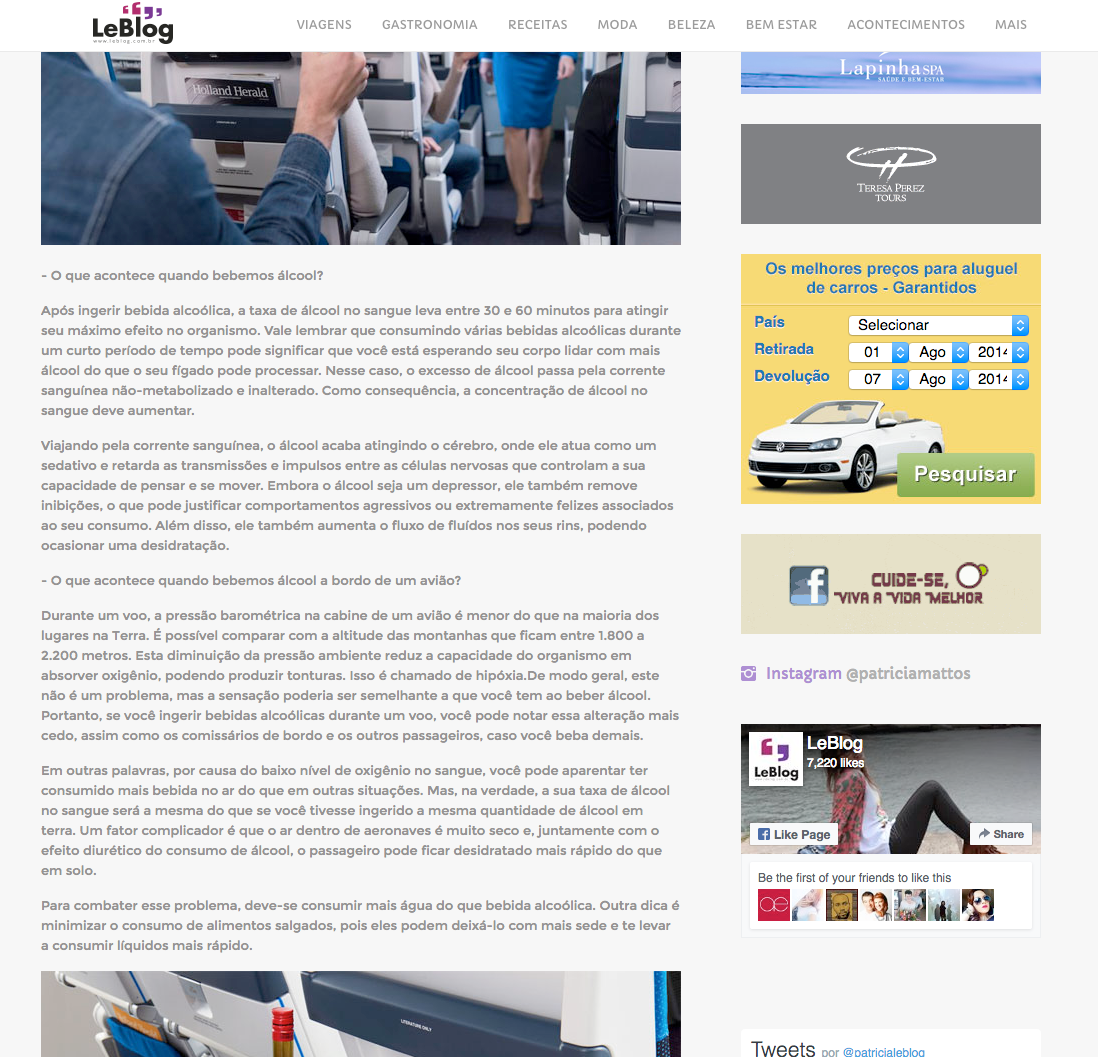 LeBlog
www.leblog.com.br
VIAGENS GASTRONOMIA RECEITAS MODA BELEZA BEM ESTAR ACONTECIMENTOS MAIS
Holland Herald
LITERATURE ONLY
- O que acontece quando bebemos álcool?
Após ingerir bebida alcoólica, a taxa de álcool no sangue leva entre 30 e 60 minutos para atingir
seu máximo efeito no organismo. Vale lembrar que consumindo várias bebidas alcoólicas durante
um curto período de tempo pode significar que você está esperando seu corpo lidar com mais
álcool do que o seu fígado pode processar. Nesse caso, o excesso de álcool passa pela corrente
sanguínea não-metabolizado e inalterado. Como consequência, a concentração de álcool no
sangue deve aumentar.
Viajando pela corrente sanguínea, o álcool acaba atingindo o cérebro, onde ele atua como um
sedativo e retarda as transmissões e impulsos entre as células nervosas que controlam a sua
capacidade de pensar e se mover. Embora o álcool seja um depressor, ele também remove
inibições, o que pode justificar comportamentos agressivos ou extremamente felizes associados
ao seu consumo. Além disso, ele também aumenta o fluxo de fluídos nos seus rins, podendo
ocasionar uma desidratação.
- O que acontece quando bebemos álcool a bordo de um avião?
Durante um voo, a pressão barométrica na cabine de um avião é menor do que na maioria dos
lugares na Terra. É possível comparar com a altitude das montanhas que ficam entre 1.800 a
2.200 metros. Esta diminuição da pressão ambiente reduz a capacidade do organismo em
absorver oxigênio, podendo produzir tonturas. Isso é chamado de hipóxia.De modo geral, este
não é um problema, mas a sensação poderia ser semelhante a que você tem ao beber álcool.
Portanto, se você ingerir bebidas alcoólicas durante um voo, você pode notar essa alteração mais
cedo, assim como os comissários de bordo e os outros passageiros, caso você beba demais.
Em outras palavras, por causa do baixo nível de oxigênio no sangue, você pode aparentar ter
consumido mais bebida no ar do que em outras situações. Mas, na verdade, a sua taxa de álcool
no sangue será a mesma do que se você tivesse ingerido a mesma quantidade de álcool em
terra. Um fator complicador é que o ar dentro de aeronaves é muito seco e, juntamente com o
efeito diurético do consumo de álcool, o passageiro pode ficar desidratado mais rápido do que
em solo.
Para combater esse problema, deve-se consumir mais água do que bebida alcoólica. Outra dica é
minimizar o consumo de alimentos salgados, pois eles podem deixá-lo com mais sede e te levar
a consumir líquidos mais rápido.
LITERATURE ONLY
Lapinha SPA
SAÚDE E BEM-ESTAR
TERESA PEREZ
TOURS
Os melhores preços para aluguel
de carros - Garantidos
País Selecionar
Retirada 01 Ago 2014
Devolução 07 Ago 2014
Pesquisar
CUIDE-SE,
VIVA A VIDA MELHOR
Instagram @patriciamattos
LeBlog
7,220 likes
LeBlog
Like Page Share
Be the first of your friends to like this
Tweets por @patricialeblog